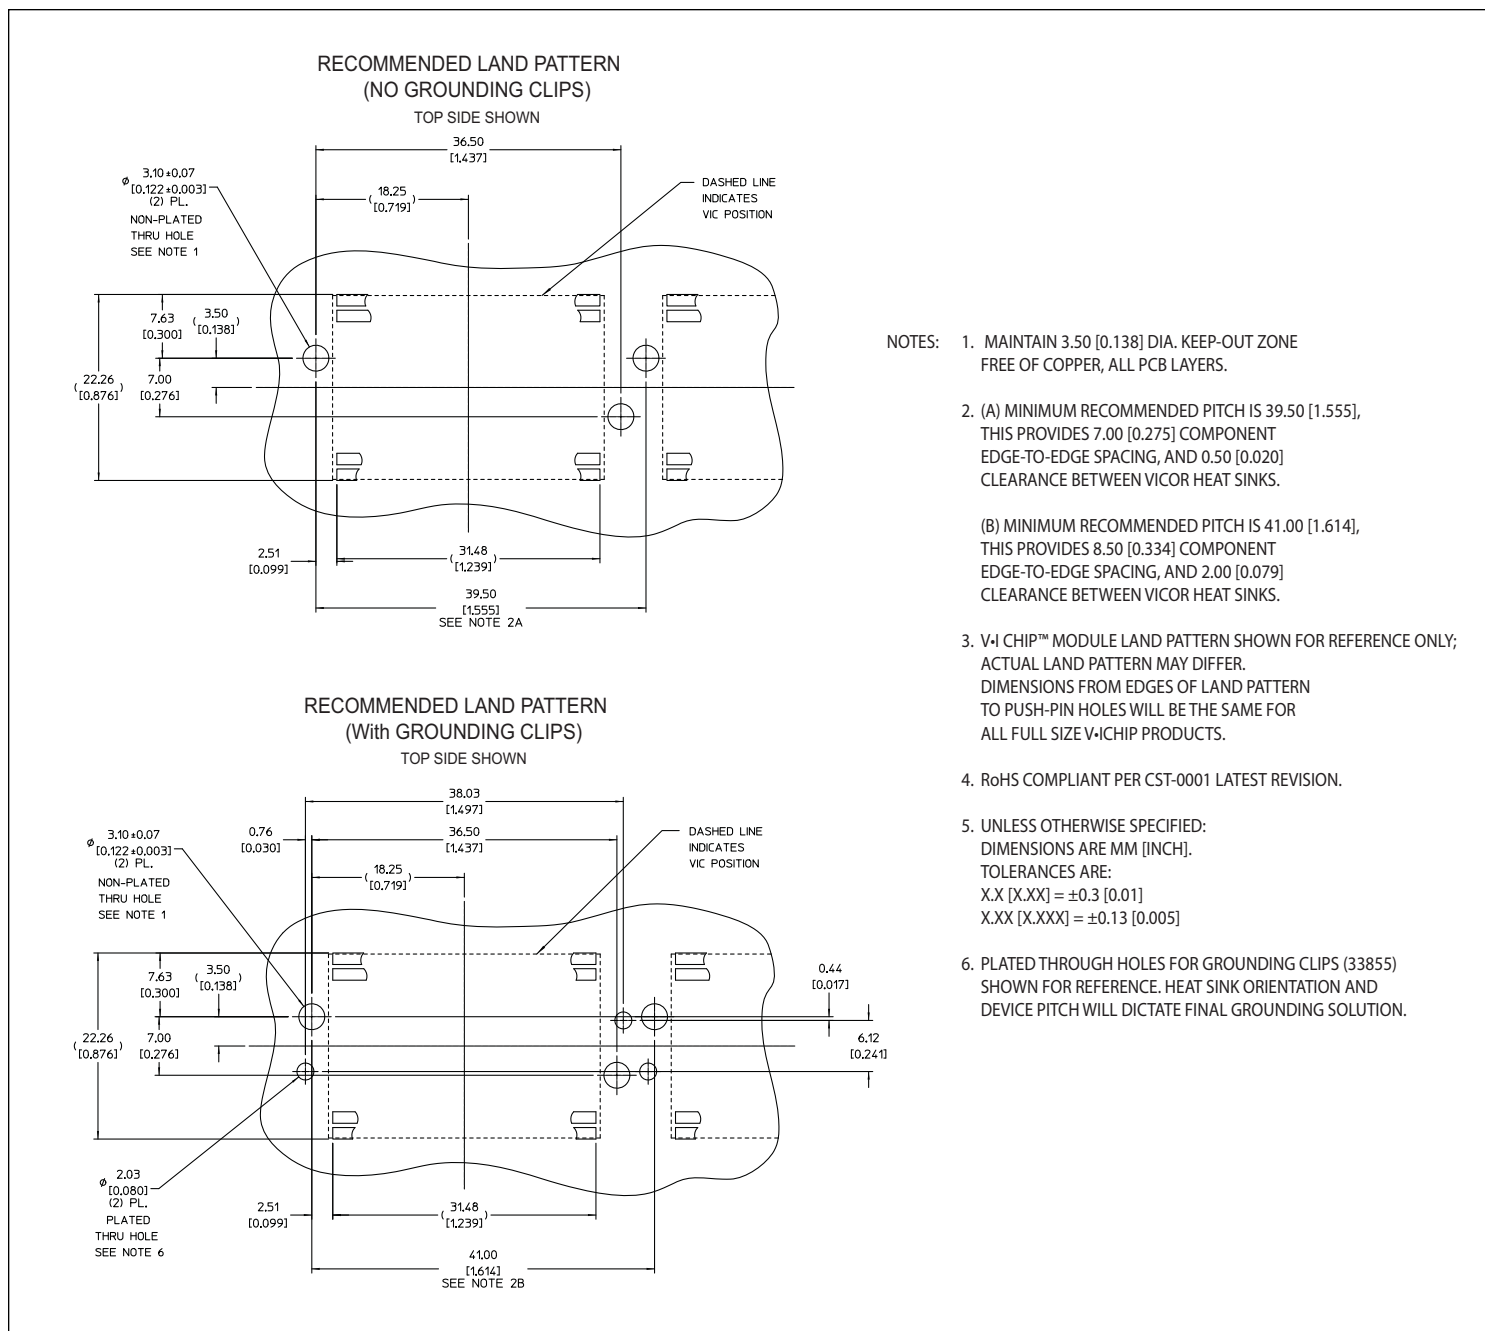 RECOMMENDED LAND PATTERN
(NO GROUNDING CLIPS)
TOP SIDE SHOWN
36.50
[1.437]
ø 3.10±0.07
[0.122±0.003]
(2) PL.
NON-PLATED
THRU HOLE
SEE NOTE 1
(18.25)
[0.719]
DASHED LINE
INDICATES
VIC POSITION
7.63
[0.300]
(3.50)
[0.138]
(22.26)
[0.876]
7.00
[0.276]
2.51
[0.099]
(31.48)
[1.239]
39.50
[1.555]
SEE NOTE 2A
RECOMMENDED LAND PATTERN
(With GROUNDING CLIPS)
TOP SIDE SHOWN
38.03
[1.497]
ø 3.10±0.07
[0.122±0.003]
(2) PL.
NON-PLATED
THRU HOLE
SEE NOTE 1
0.76
[0.030]
36.50
[1.437]
(18.25)
[0.719]
DASHED LINE
INDICATES
VIC POSITION
7.63
[0.300]
(3.50)
[0.138]
0.44
[0.017]
(22.26)
[0.876]
7.00
[0.276]
6.12
[0.241]
ø 2.03
[0.080]
(2) PL.
PLATED
THRU HOLE
SEE NOTE 6
2.51
[0.099]
(31.48)
[1.239]
41.00
[1.614]
SEE NOTE 2B
NOTES: 1. MAINTAIN 3.50 [0.138] DIA. KEEP-OUT ZONE
FREE OF COPPER, ALL PCB LAYERS.
2. (A) MINIMUM RECOMMENDED PITCH IS 39.50 [1.555],
THIS PROVIDES 7.00 [0.275] COMPONENT
EDGE-TO-EDGE SPACING, AND 0.50 [0.020]
CLEARANCE BETWEEN VICOR HEAT SINKS.
(B) MINIMUM RECOMMENDED PITCH IS 41.00 [1.614],
THIS PROVIDES 8.50 [0.334] COMPONENT
EDGE-TO-EDGE SPACING, AND 2.00 [0.079]
CLEARANCE BETWEEN VICOR HEAT SINKS.
3. V•I CHIP™ MODULE LAND PATTERN SHOWN FOR REFERENCE ONLY;
ACTUAL LAND PATTERN MAY DIFFER.
DIMENSIONS FROM EDGES OF LAND PATTERN
TO PUSH-PIN HOLES WILL BE THE SAME FOR
ALL FULL SIZE V•ICHIP PRODUCTS.
4. RoHS COMPLIANT PER CST-0001 LATEST REVISION.
5. UNLESS OTHERWISE SPECIFIED:
DIMENSIONS ARE MM [INCH].
TOLERANCES ARE:
X.X [X.XX] = ±0.3 [0.01]
X.XX [X.XXX] = ±0.13 [0.005]
6. PLATED THROUGH HOLES FOR GROUNDING CLIPS (33855)
SHOWN FOR REFERENCE. HEAT SINK ORIENTATION AND
DEVICE PITCH WILL DICTATE FINAL GROUNDING SOLUTION.